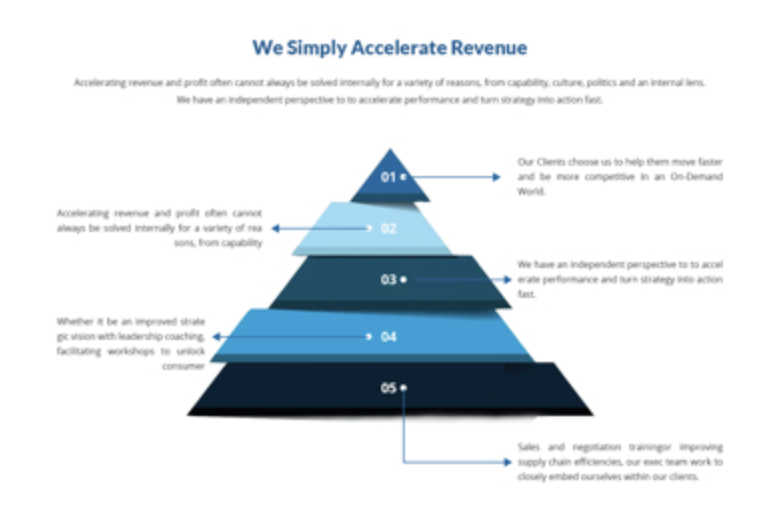 We Simply Accelerate Revenue
Accelerating revenue and profit often cannot always be solved internally for a variety of reasons, from capability, culture, politics and an internal lens.
We have an independent perspective to to accelerate performance and turn strategy into action fast.
01
Our Clients choose us to help them move faster
and be more competitive in an On-Demand
World.
Accelerating revenue and profit often cannot
always be solved internally for a variety of rea
sons, from capability
02
03
We have an independent perspective to to accel
erate performance and turn strategy into action
fast.
Whether it be an improved strate
gic vision with leadership coaching,
facilitating workshops to unlock
consumer
04
05
Sales and negotiation trainingor improving
supply chain efficiencies, our exec team work to
closely embed ourselves within our clients.